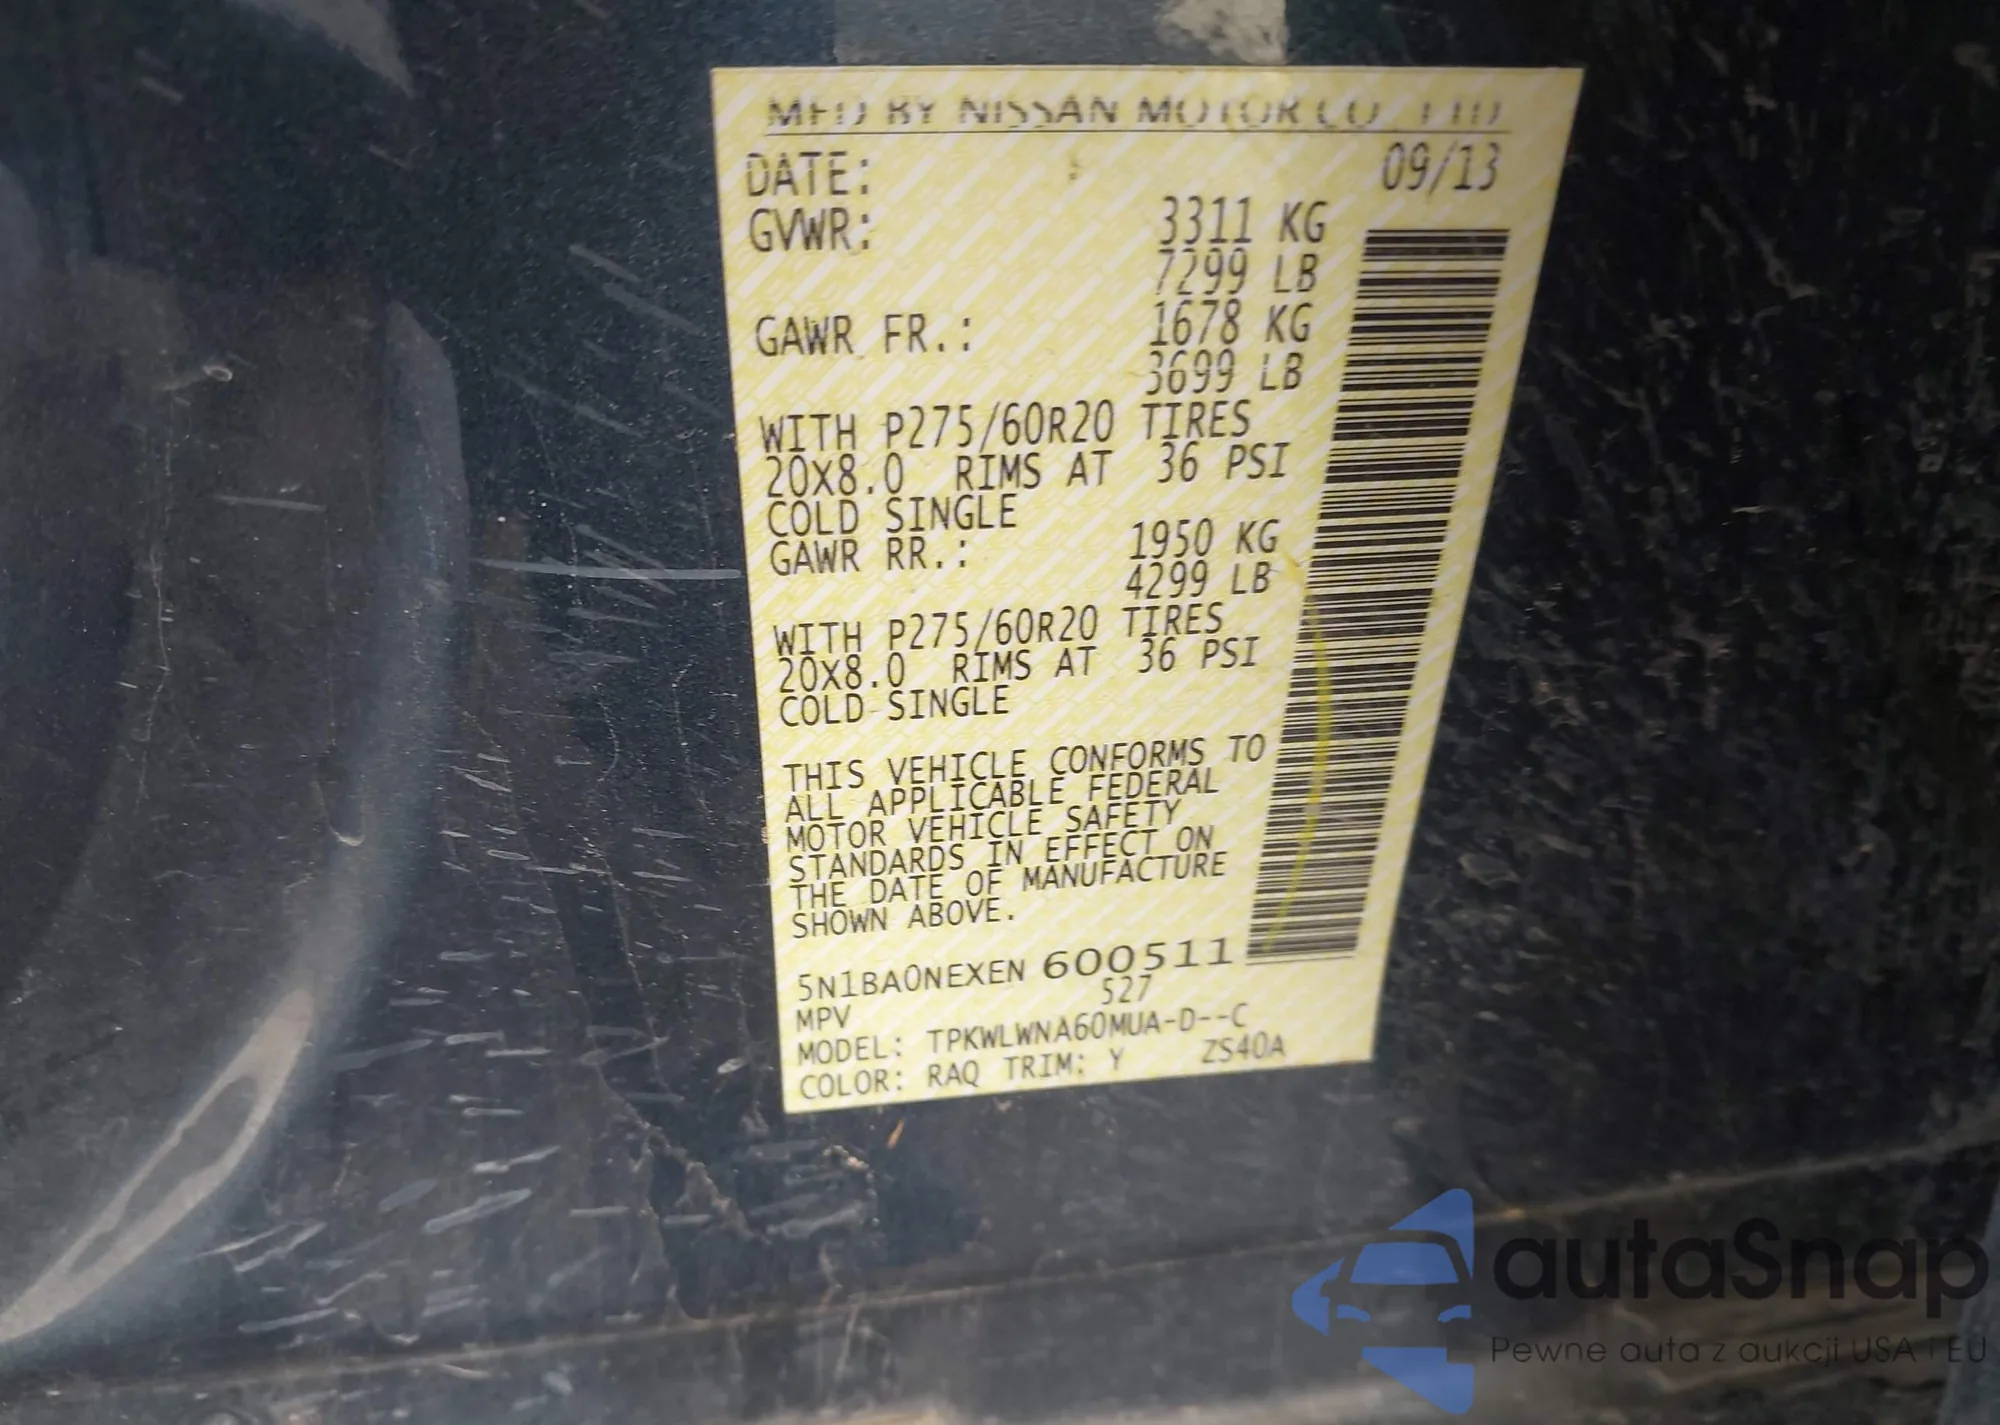 MFD BY NISSAN MOTOR CO., LTD
DATE: 09/13
GVWR: 3311 KG
7299 LB
GAWR FR.: 1678 KG
3699 LB
WITH P275/60R20 TIRES
20X8.0 RIMS AT 36 PSI
COLD SINGLE
GAWR RR.: 1950 KG
4299 LB
WITH P275/60R20 TIRES
20X8.0 RIMS AT 36 PSI
COLD SINGLE
THIS VEHICLE CONFORMS TO
ALL APPLICABLE FEDERAL
MOTOR VEHICLE SAFETY
STANDARDS IN EFFECT ON
THE DATE OF MANUFACTURE
SHOWN ABOVE.
5N1BA0NEXEN 600511
MPV 527
MODEL: TPKWLWNA60MUA-D--C
COLOR: RAQ TRIM: Y ZS40A
autaSnap
Pewne auta z aukcji USA i EU